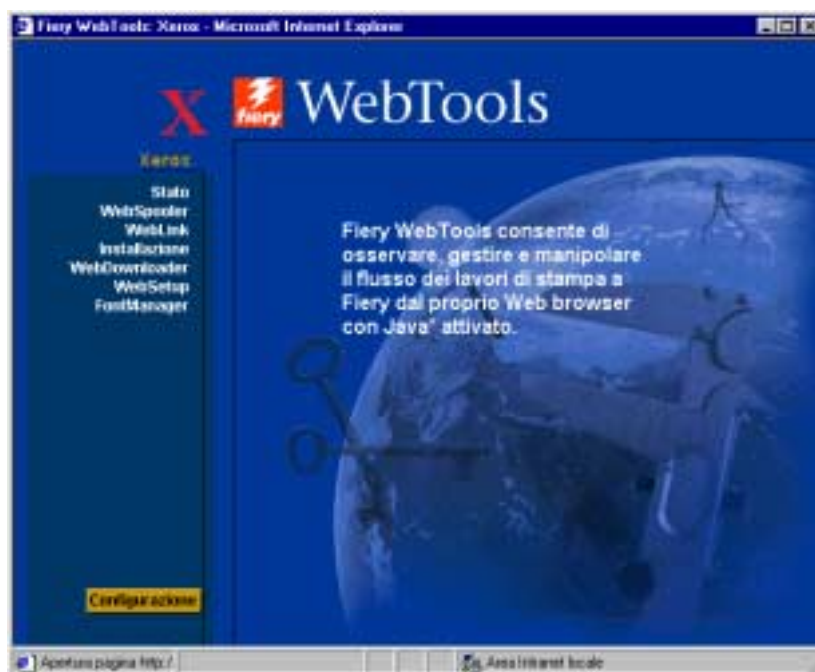 Fiery WebTools: Xerox - Microsoft Internet Explorer
X
fiery
WebTools
Xerox
Stato
WebSpooler
WebLink
Installazione
WebDownloader
WebSetup
FontManager
Fiery WebTools consente di
osservare, gestire e manipolare
il flusso dei lavori di stampa a
Fiery dal proprio Web browser
con Java* attivato.
Configurazione
Apertura pagina http:/
Area Intranet locale